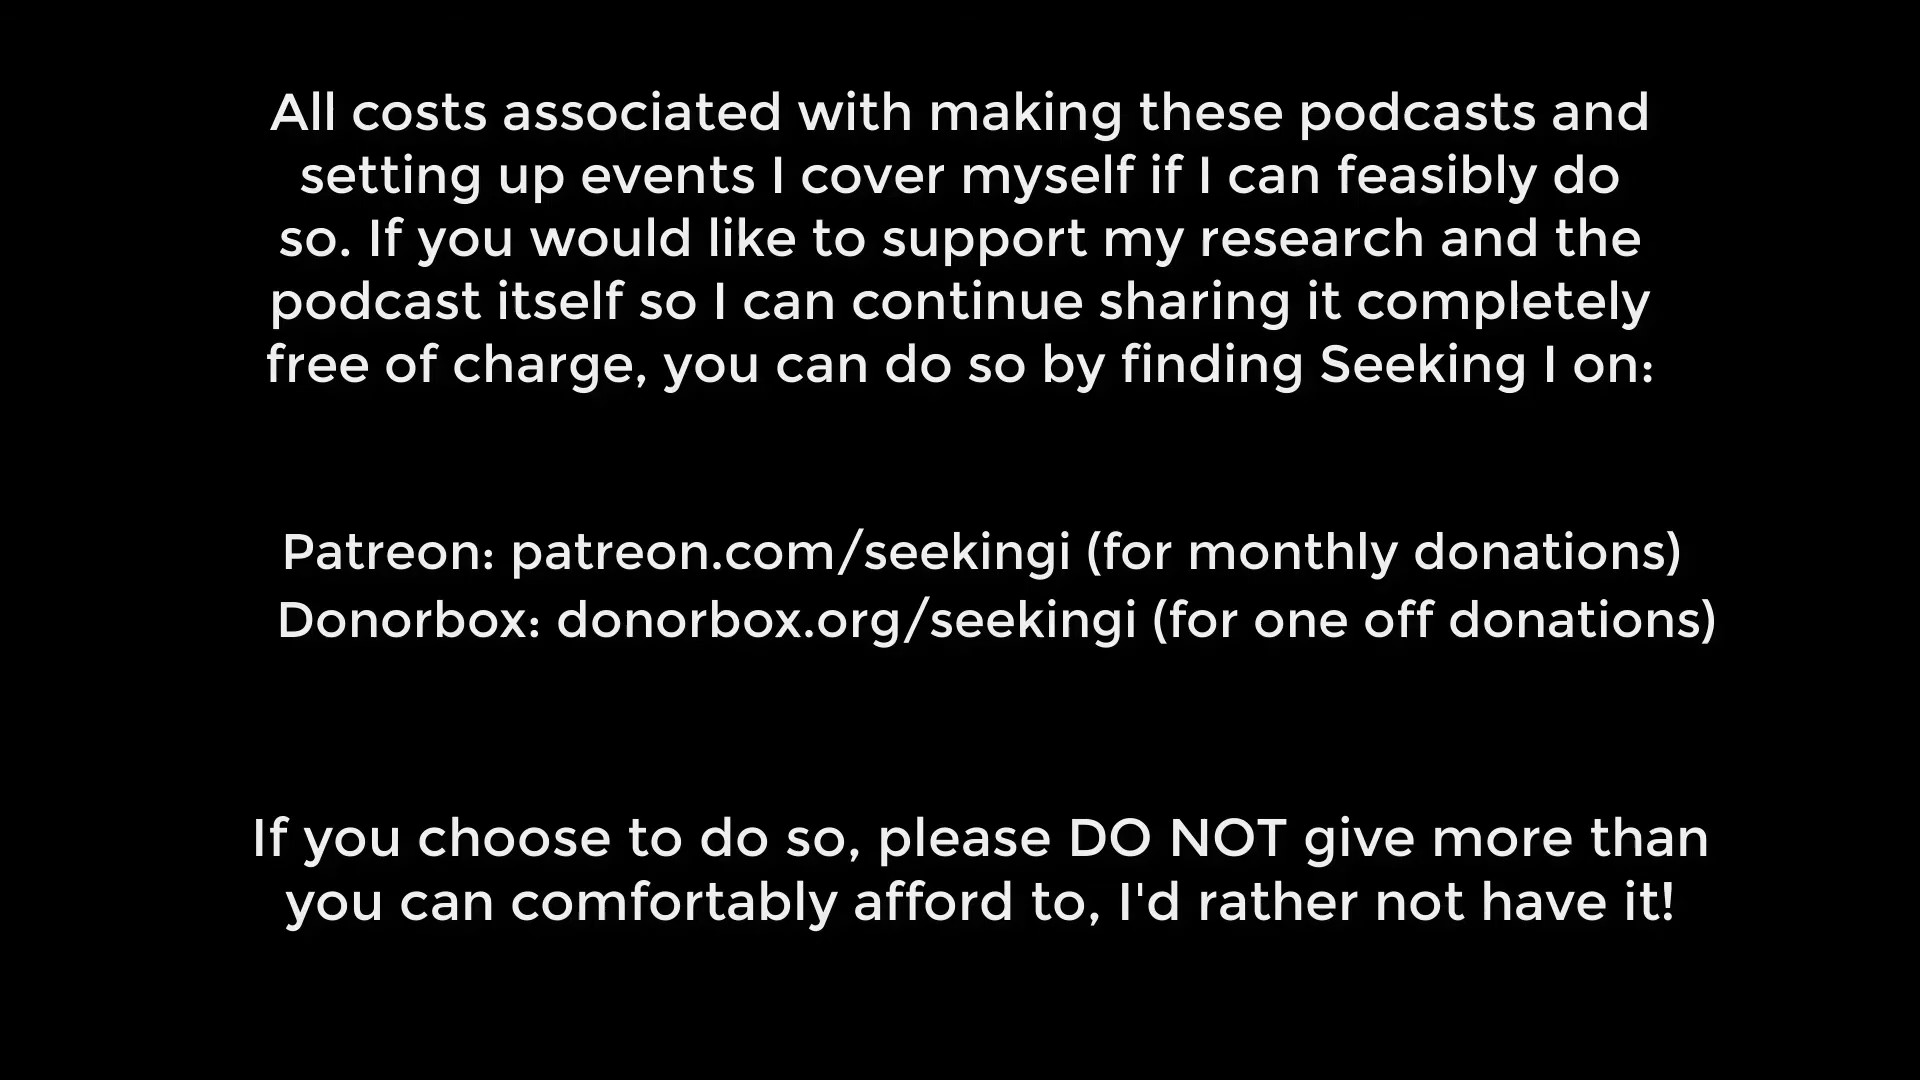 All costs associated with making these podcasts and
setting up events I cover myself if I can feasibly do
so. If you would like to support my research and the
podcast itself so I can continue sharing it completely
free of charge, you can do so by finding Seeking I on:
Patreon: patreon.com/seekingi (for monthly donations)
Donorbox: donorbox.org/seekingi (for one off donations)
If you choose to do so, please DO NOT give more than
you can comfortably afford to, I'd rather not have it!